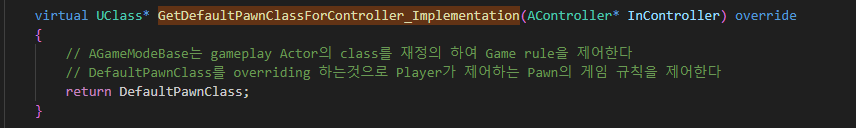 virtual UClass* GetDefaultPawnClassForController_Implementation(AController* InController) override
{
// AGameModeBase는 gameplay Actor의 class를 재정의 하여 Game rule을 제어한다
// DefaultPawnClass를 overriding 하는것으로 Player가 제어하는 Pawn의 게임 규칙을 제어한다
return DefaultPawnClass;
}